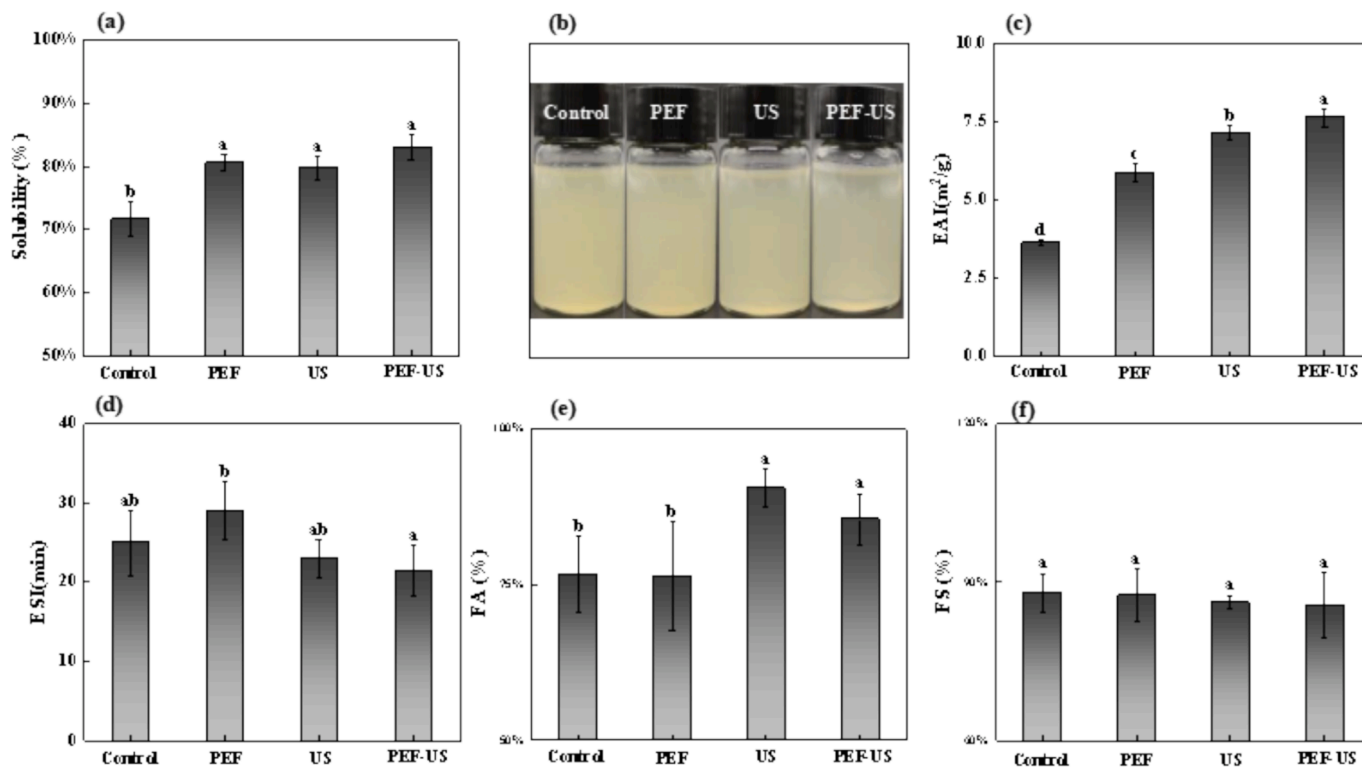 (a)
100%
90%
80%
70%
60%
50%
Solubility (%)
b
a
a
a
Control
PEF
US
PEF-US
(b)
Control
PEF
US
PEF-US
(c)
10.0
7.5
5.0
2.5
0.0
EAI(m²/g)
d
c
b
a
Control
PEF
US
PEF-US
(d)
40
30
20
10
0
ESI(min)
ab
b
ab
a
Control
PEF
US
PEF-US
(e)
100%
75%
50%
FA (%)
b
b
a
a
Control
PEF
US
PEF-US
(f)
120%
90%
60%
FS (%)
a
a
a
a
Control
PEF
US
PEF-US